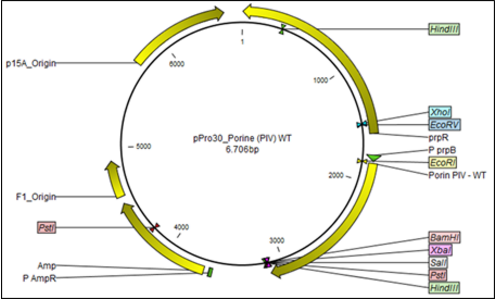 HindIII
p15A_Origin
1
6000
1000
XhoI
EcoRV
pPro30_Porine (PIV) WT
6.706bp
prpR
P prpB
5000
EcoRI
2000
Porin PIV - WT
F1_Origin
PstI
4000
3000
BamHI
XbaI
SalI
Amp
PstI
P AmpR
HindIII